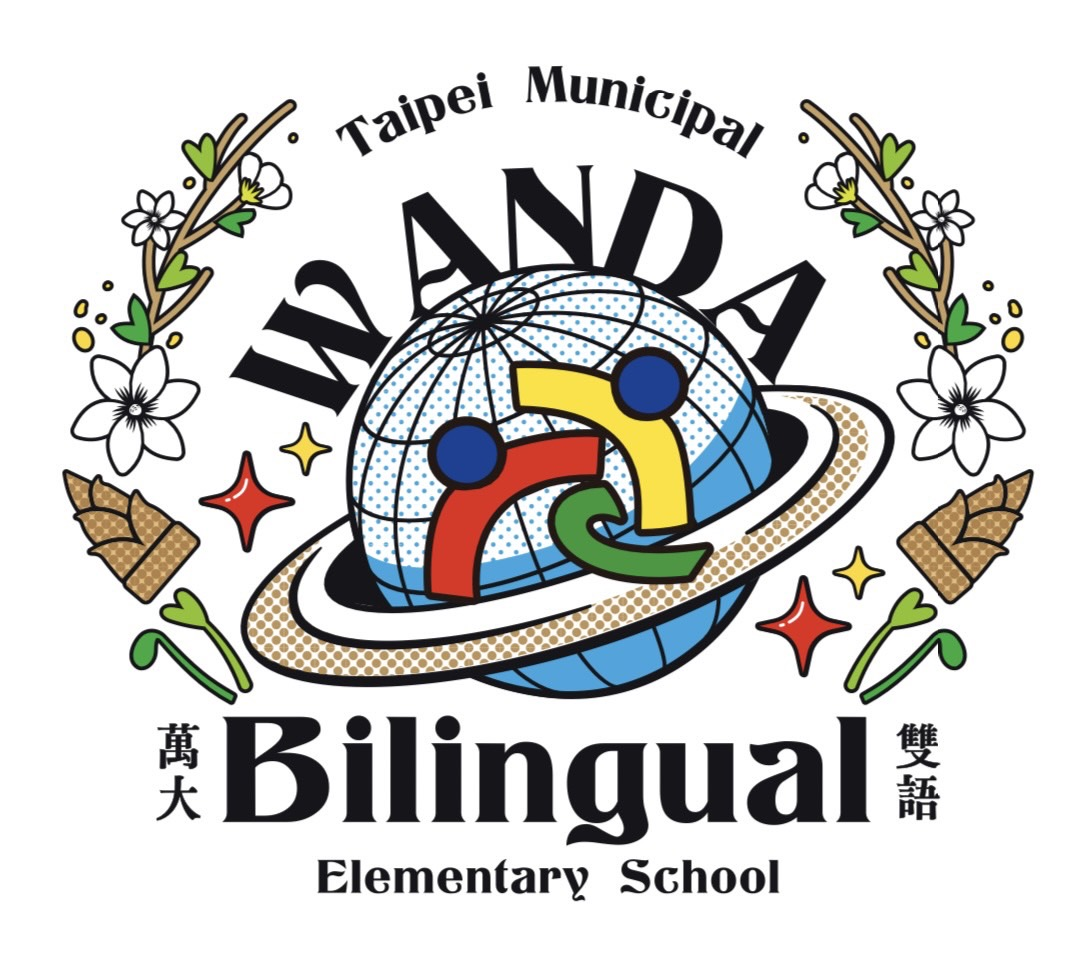 Taipei Municipal
WANDA
萬大
Bilingual
雙語
Elementary School